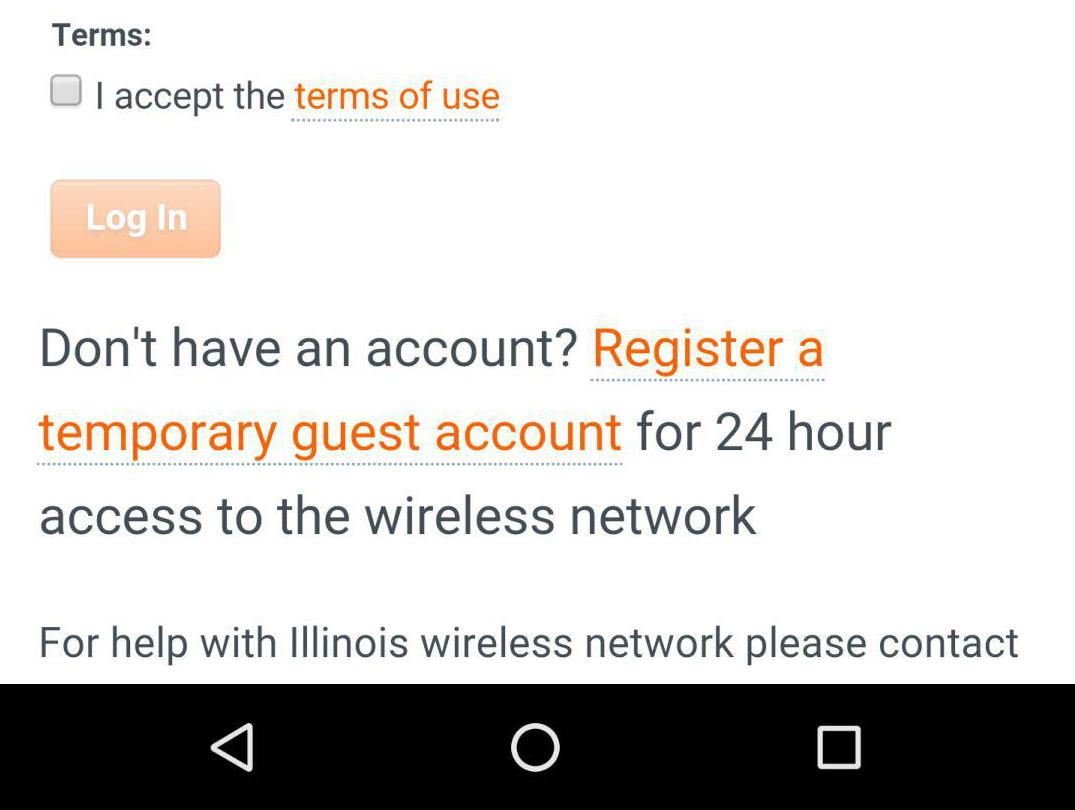 Terms:
I accept the terms of use
Log In
Don't have an account? Register a
temporary guest account for 24 hour
access to the wireless network
For help with Illinois wireless network please contact